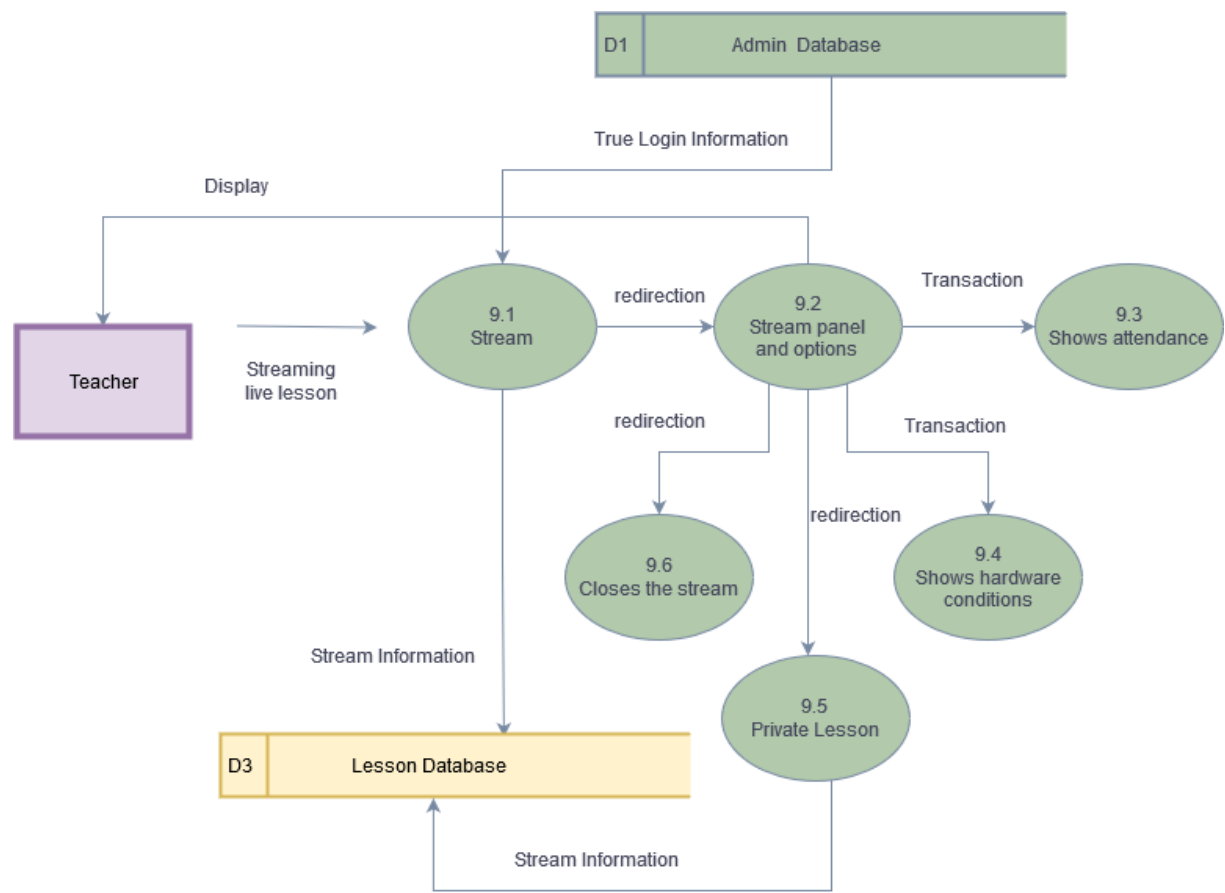 D1
Admin Database
True Login Information
Display
9.1
Stream
redirection
9.2
Stream panel
and options
Transaction
9.3
Shows attendance
Teacher
Streaming
live lesson
redirection
Transaction
redirection
9.6
Closes the stream
9.4
Shows hardware
conditions
Stream Information
9.5
Private Lesson
D3
Lesson Database
Stream Information